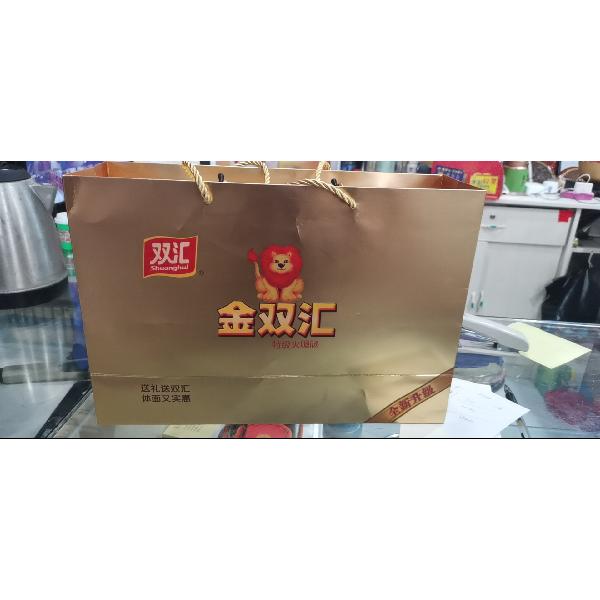 双汇
Shuanghui
金双汇
特级火腿肠
送礼送双汇
体面又实惠
全新升级